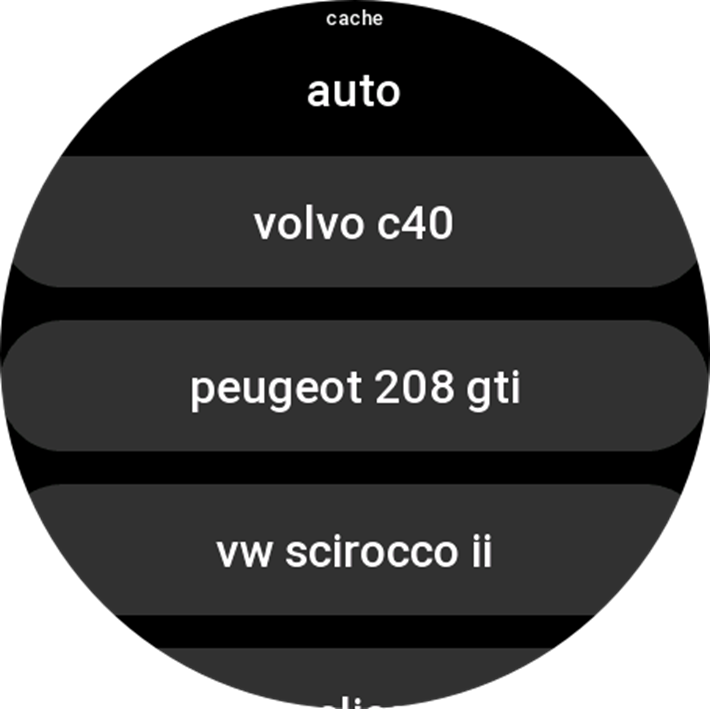 cache
auto
volvo c40
peugeot 208 gti
vw scirocco ii